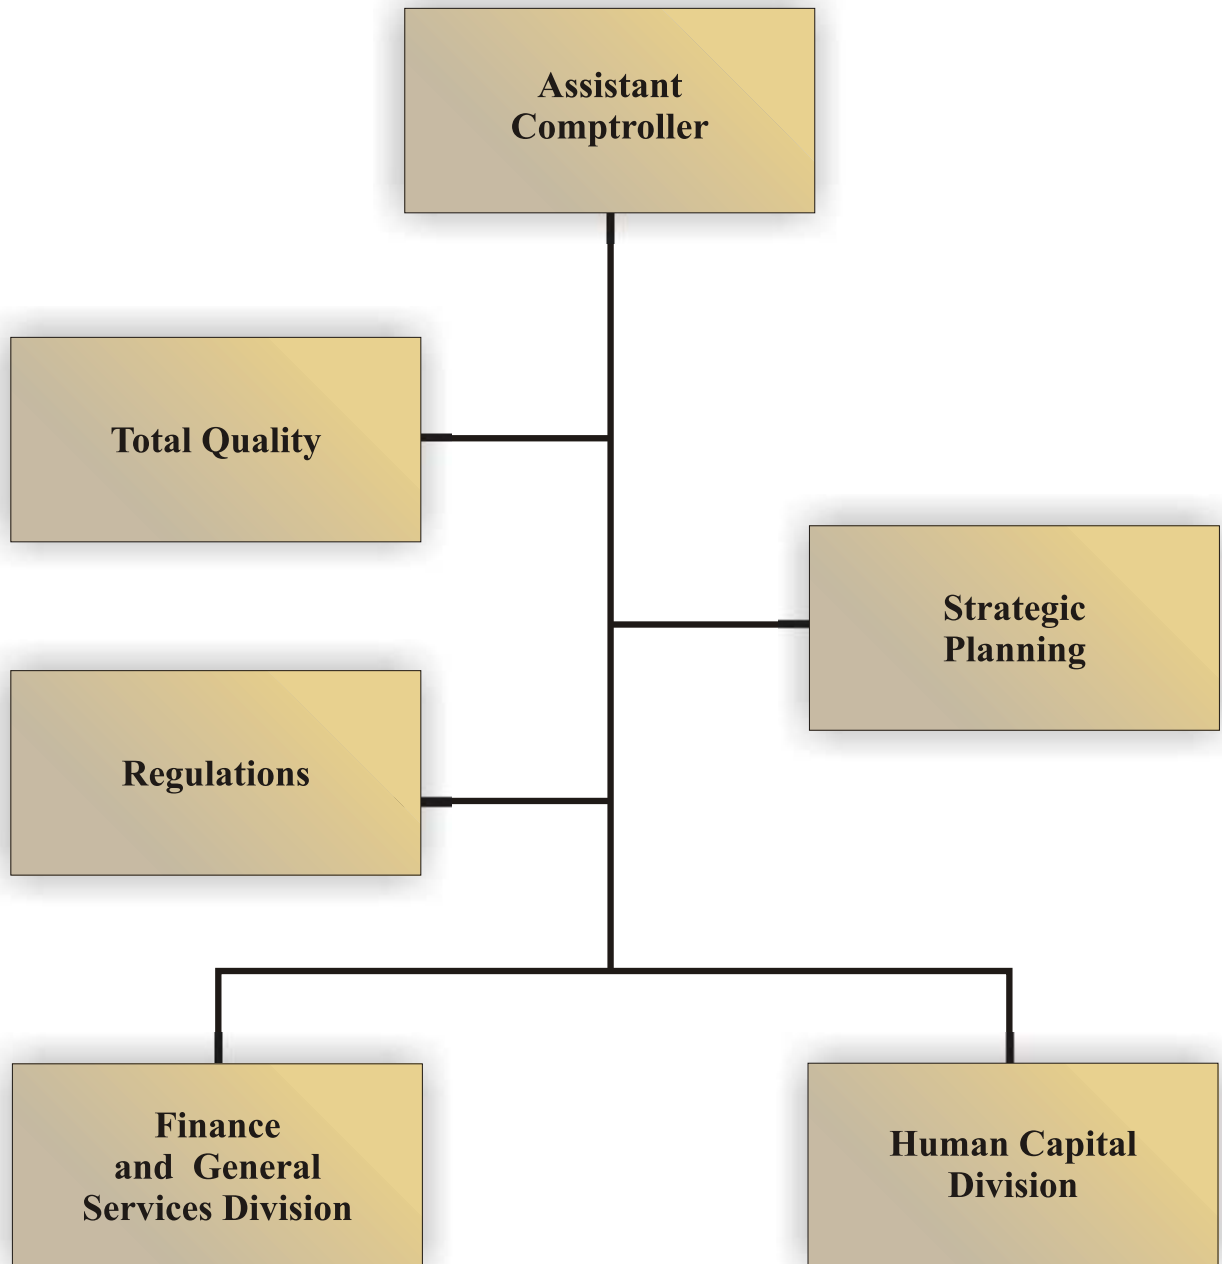 Assistant
Comptroller
Total Quality
Strategic
Planning
Regulations
Finance
and General
Services Division
Human Capital
Division